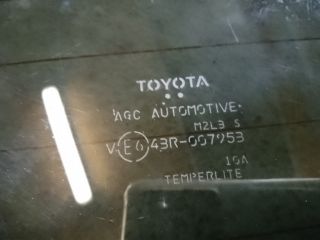 TOYOTA
AGC AUTOMOTIVE
M2L3 S
V- E6 43R-007953
10A
TEMPERLITE